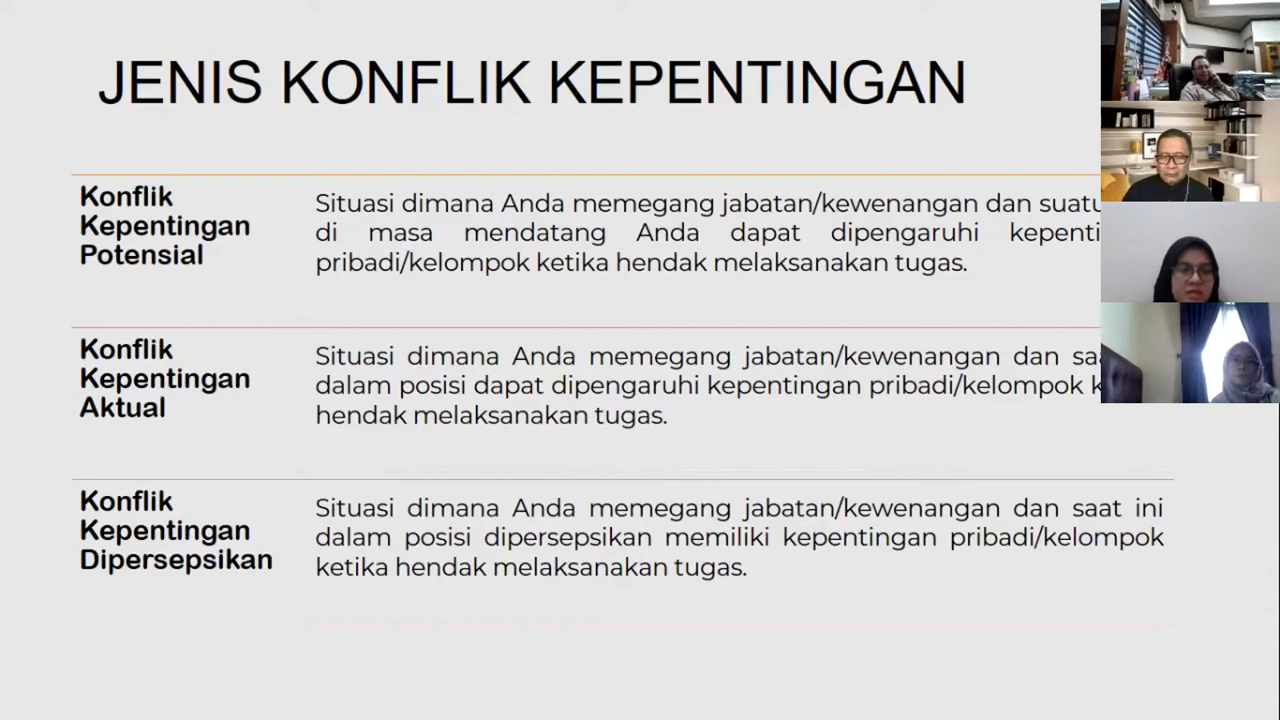 JENIS KONFLIK KEPENTINGAN
Konflik
Kepentingan
Potensial
Situasi dimana Anda memegang jabatan/kewenangan dan suatu
di masa mendatang Anda dapat dipengaruhi
pribadi/kelompok ketika hendak melaksanakan tugas.
Konflik
Kepentingan
Aktual
Situasi dimana Anda memegang jabatan/kewenangan dan
dalam posisi dapat dipengaruhi kepentingan pribadi/kelompok
hendak melaksanakan tugas.
Konflik
Kepentingan
Dipersepsikan
Situasi dimana Anda memegang jabatan/kewenangan dan saat ini
dalam posisi dipersepsikan memiliki kepentingan pribadi/kelompok
ketika hendak melaksanakan tugas.